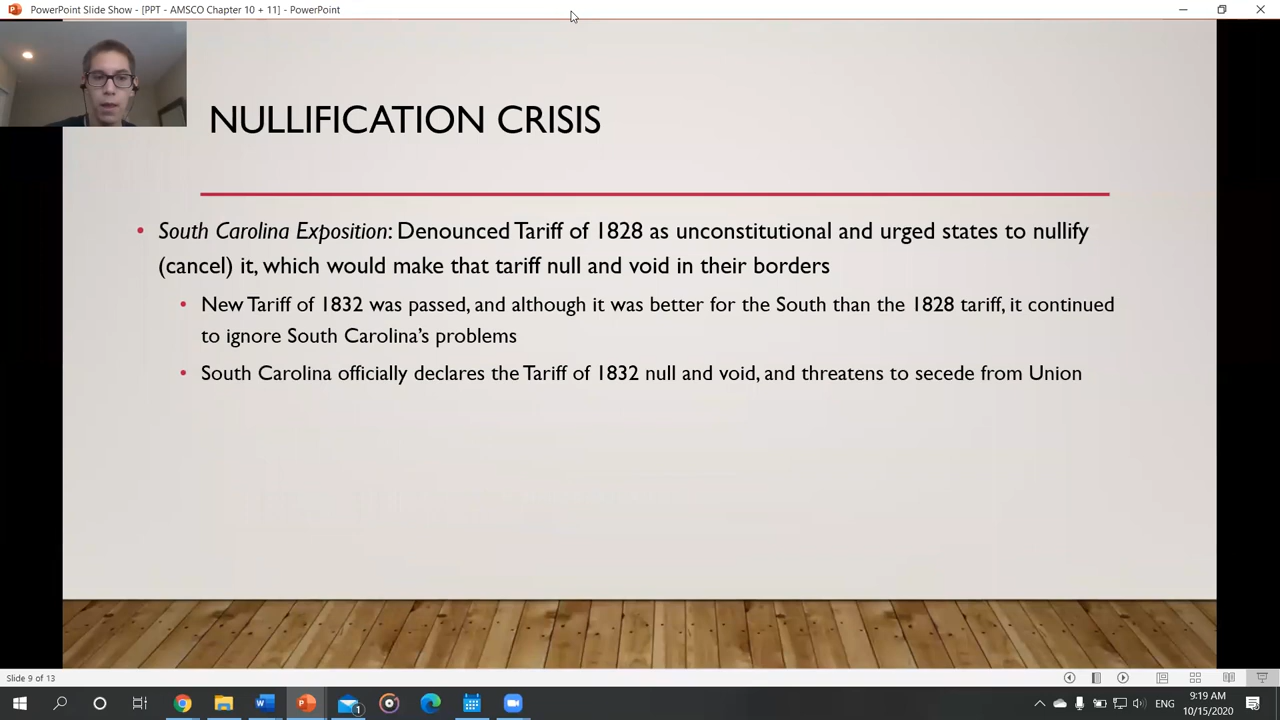 PowerPoint Slide Show - [PPT - AMSCO Chapter 10 + 11] - PowerPoint
NULLIFICATION CRISIS
• South Carolina Exposition: Denounced Tariff of 1828 as unconstitutional and urged states to nullify
(cancel) it, which would make that tariff null and void in their borders
• New Tariff of 1832 was passed, and although it was better for the South than the 1828 tariff, it continued
to ignore South Carolina's problems
• South Carolina officially declares the Tariff of 1832 null and void, and threatens to secede from Union
Slide 9 of 13
1
ENG
9:19 AM
10/15/2020